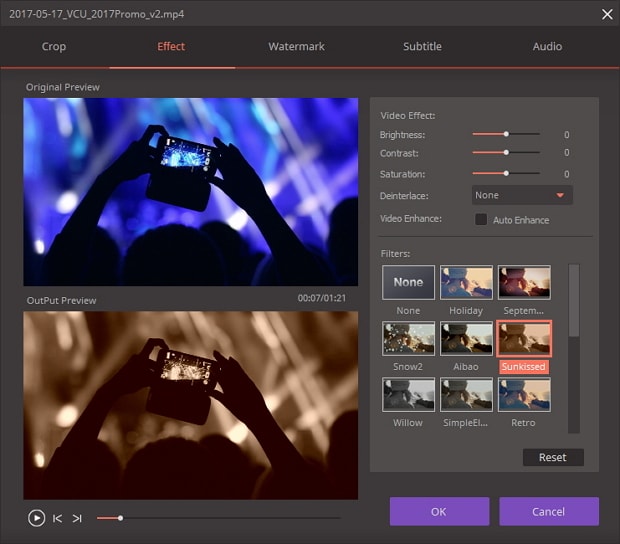 2017-05-17_VCU_2017Promo_v2.mp4
Crop Effect Watermark Subtitle Audio
Original Preview
OutPut Preview 00:07/01:21
Video Effect:
Brightness: 0
Contrast: 0
Saturation: 0
Deinterlace: None
Video Enhance: Auto Enhance
Filters:
None
None Holiday Septem...
Snow2 Aibao Sunkissed
Willow SimpleEl... Retro
Reset
OK Cancel